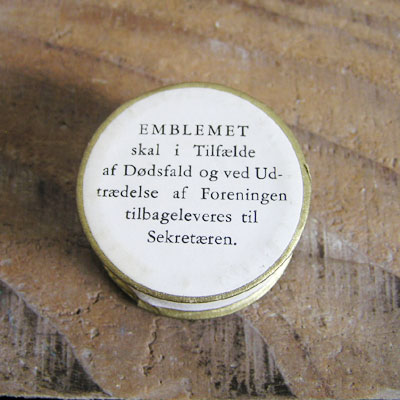 EMBLEMET
skal i Tilfælde
af Dødsfald og ved Ud-
trædelse af Foreningen
tilbageleveres til
Sekretæren.